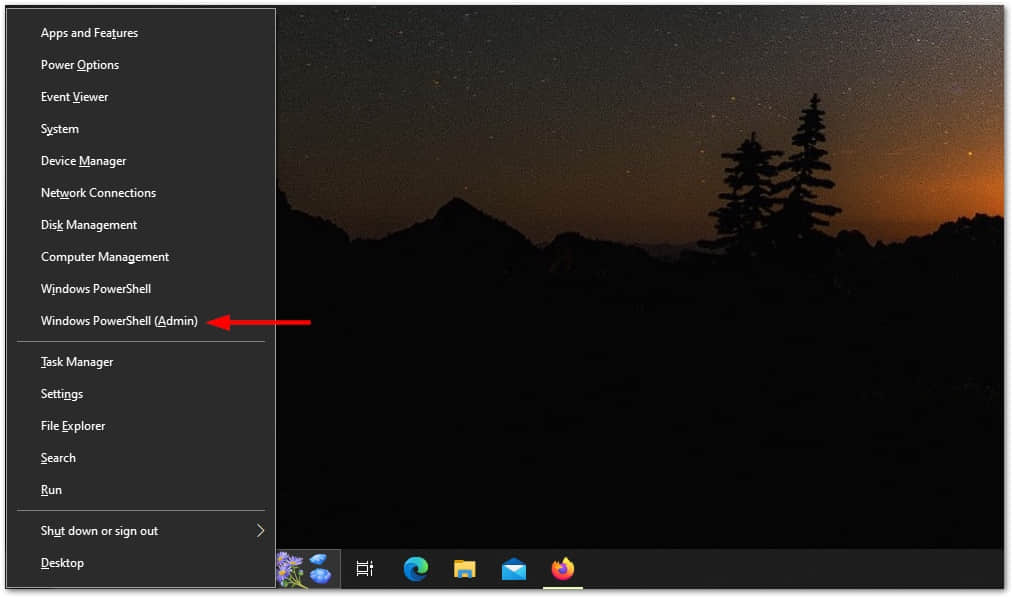 Apps and Features
Power Options
Event Viewer
System
Device Manager
Network Connections
Disk Management
Computer Management
Windows PowerShell
Windows PowerShell (Admin)
Task Manager
Settings
File Explorer
Search
Run
Shut down or sign out
Desktop